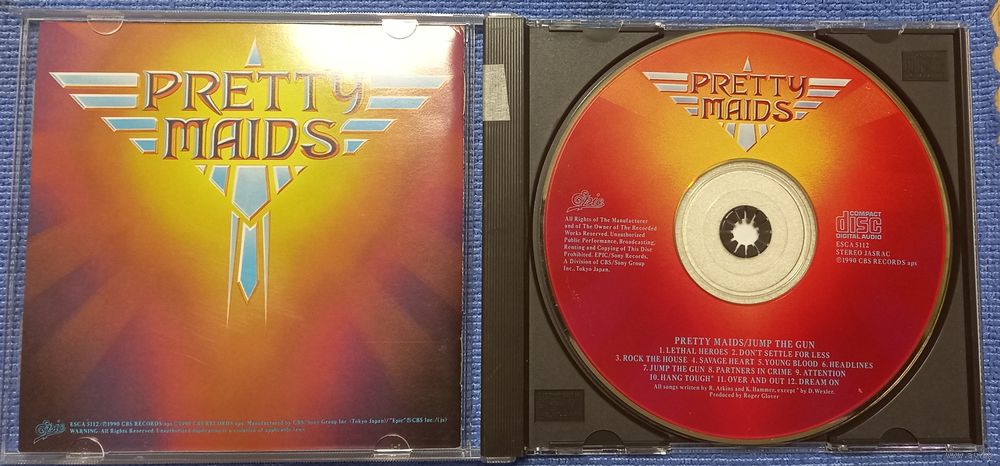 PRETTY
MAIDS
Epic
ESCA 5112/℗1990 CBS RECORDS aps ©1990 CBS RECORDS aps. Manufactured by CBS/Sony Group Inc. (Tokyo Japan)/"Epic"® CBS Inc./(js)
WARNING: All Rights Reserved. Unauthorized duplication is a violation of applicable laws.
PRETTY
MAIDS
Epic
All Rights of The Manufacturer
and of The Owner of The Recorded
Works Reserved. Unauthorized
Public Performance, Broadcasting,
Renting and Copying of This Disc
Prohibited. EPIC/Sony Records,
A Division of CBS/Sony Group
Inc., Tokyo Japan.
COMPACT
disc
DIGITAL AUDIO
ESCA 5112
STEREO JASRAC
℗1990 CBS RECORDS aps
PRETTY MAIDS/JUMP THE GUN
1. LETHAL HEROES 2. DON'T SETTLE FOR LESS
3. ROCK THE HOUSE 4. SAVAGE HEART 5. YOUNG BLOOD 6. HEADLINES
7. JUMP THE GUN 8. PARTNERS IN CRIME 9. ATTENTION
10. HANG TOUGH* 11. OVER AND OUT 12. DREAM ON
All songs written by R. Atkins and K. Hammer, except * by D. Wexler.
Produced by Roger Glover